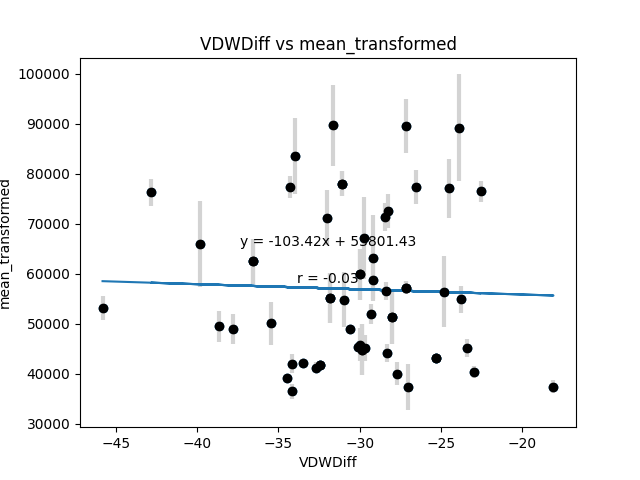 VDWDiff vs mean_transformed
100000
90000
80000
70000
60000
50000
40000
30000
mean_transformed
y = -103.42x + 53801.43
r = -0.03
−45
−40
−35
−30
−25
−20
VDWDiff